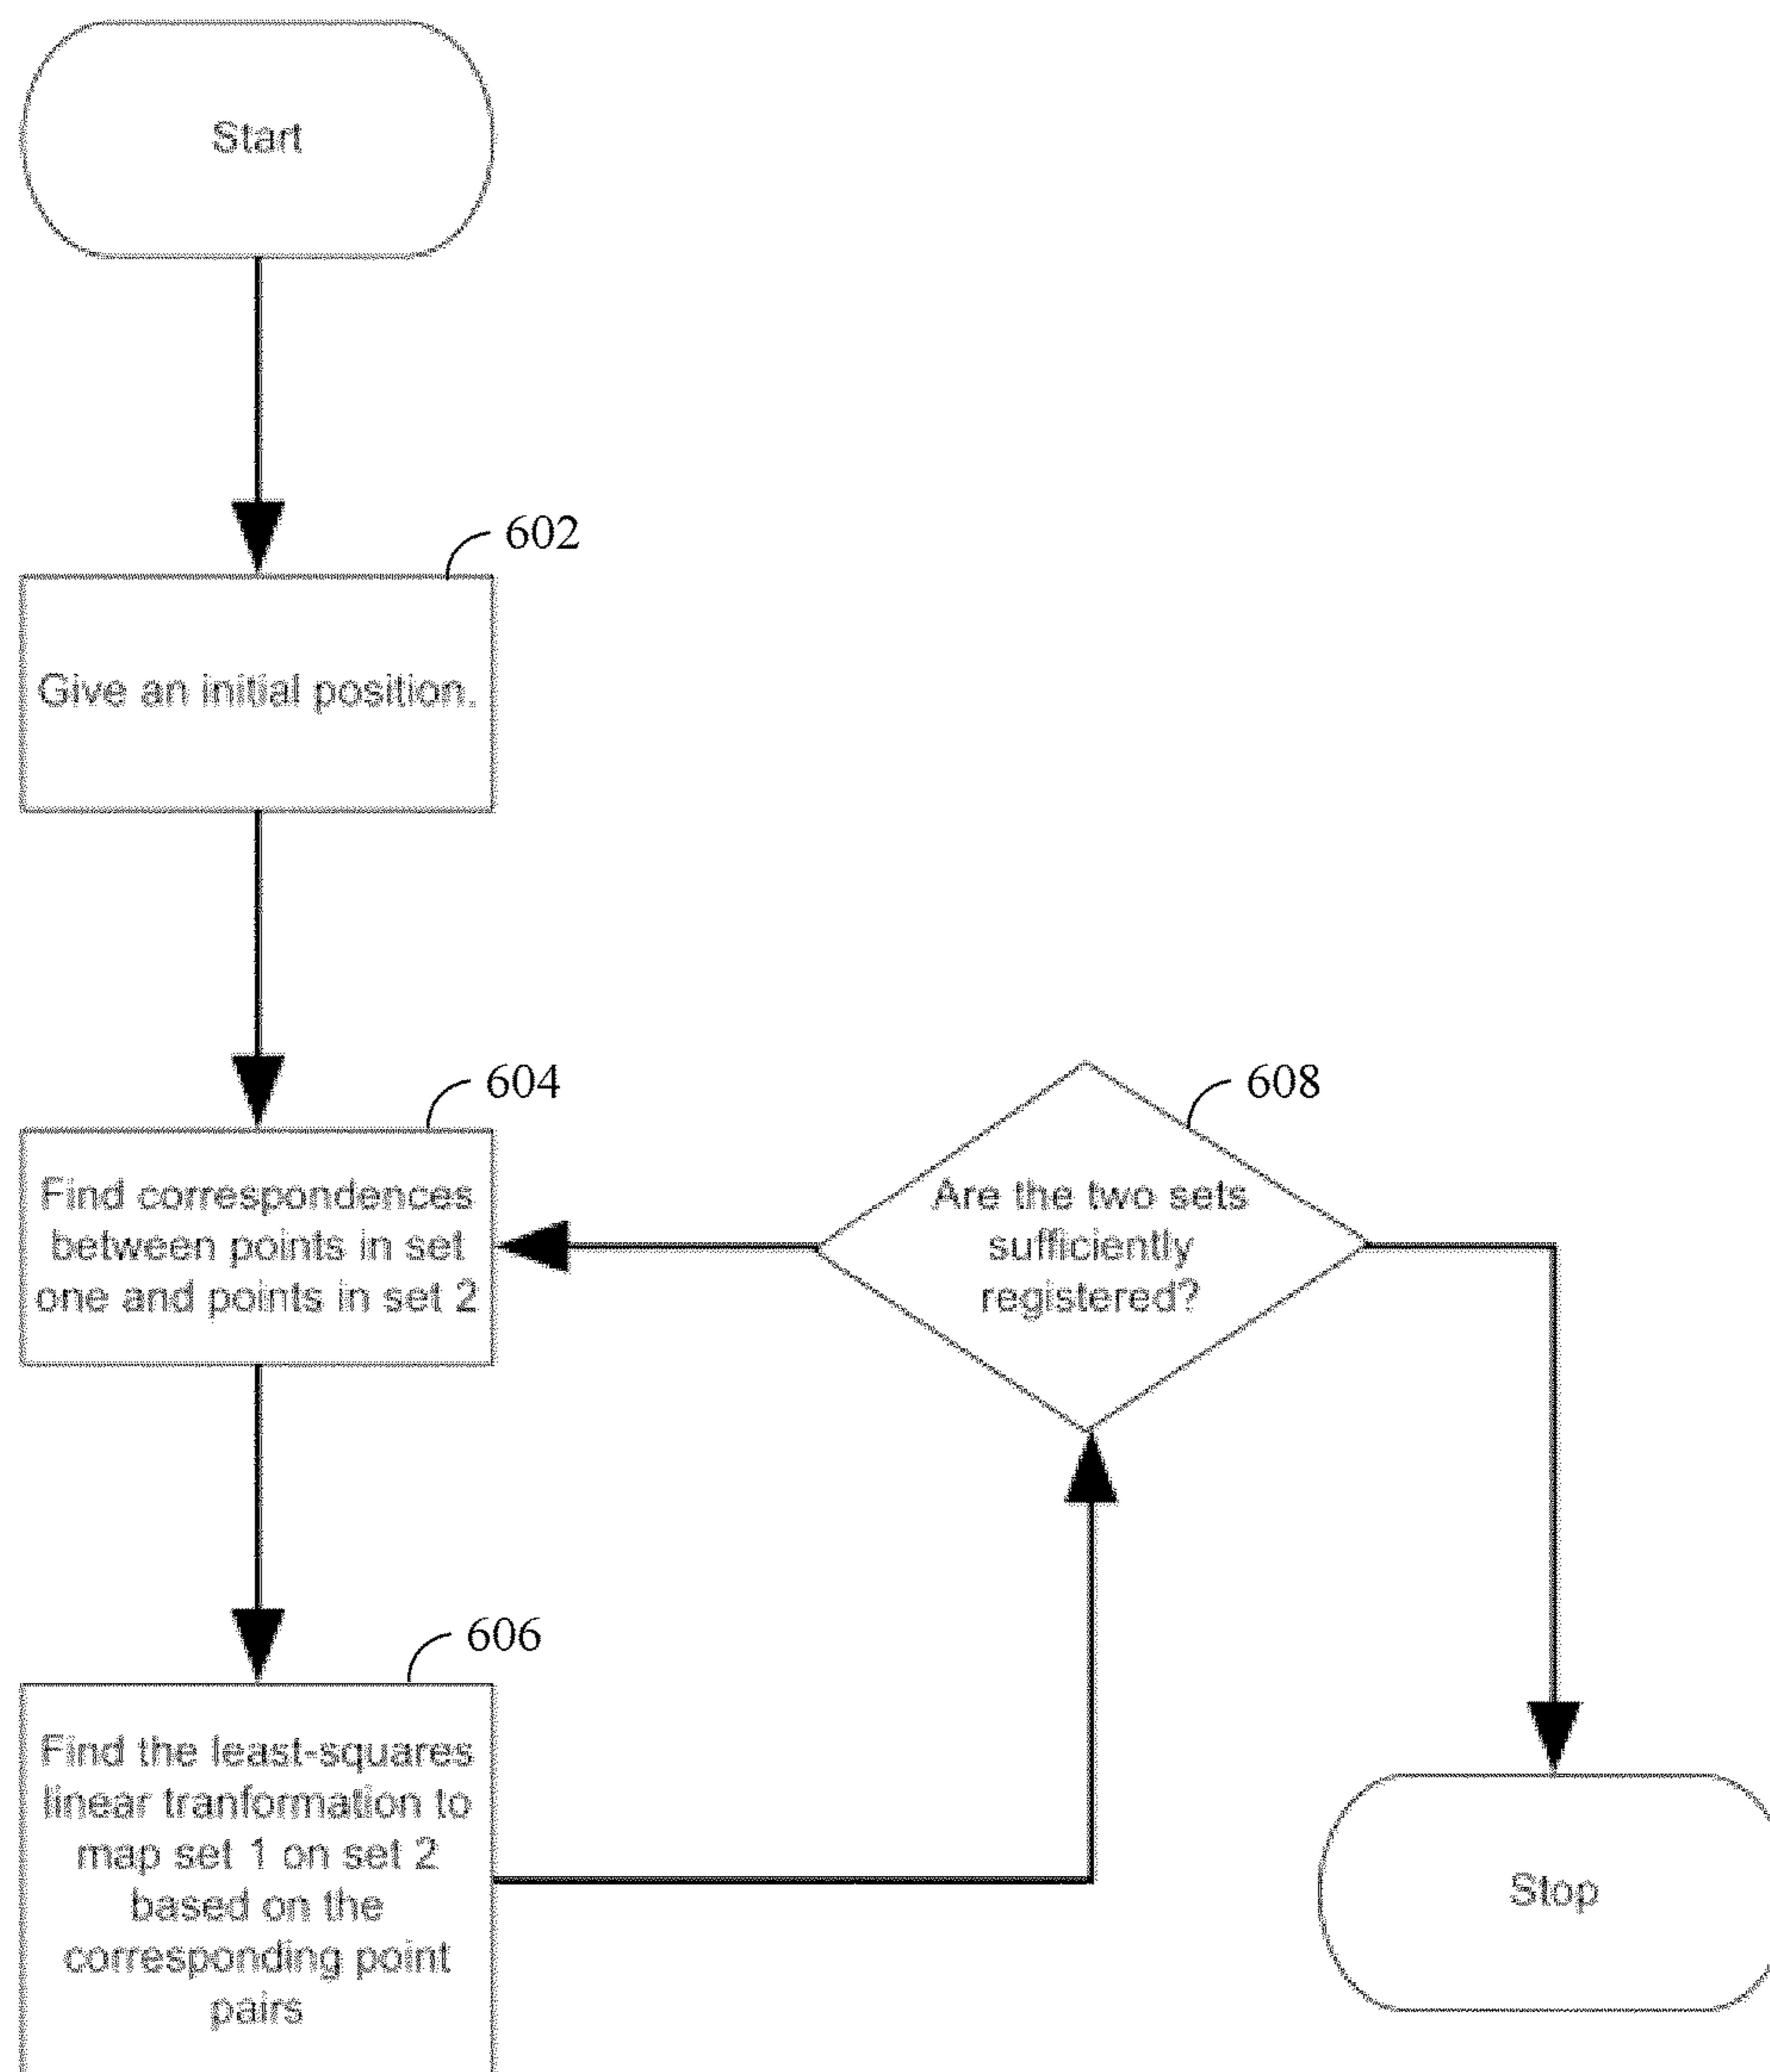 Start
602
Give an initial position.
604
Find correspondences
between points in set
one and points in set 2
608
Are the two sets
sufficiently
registered?
606
Find the least-squares
linear tranformation to
map set 1 on set 2
based on the
corresponding point
pairs
Stop